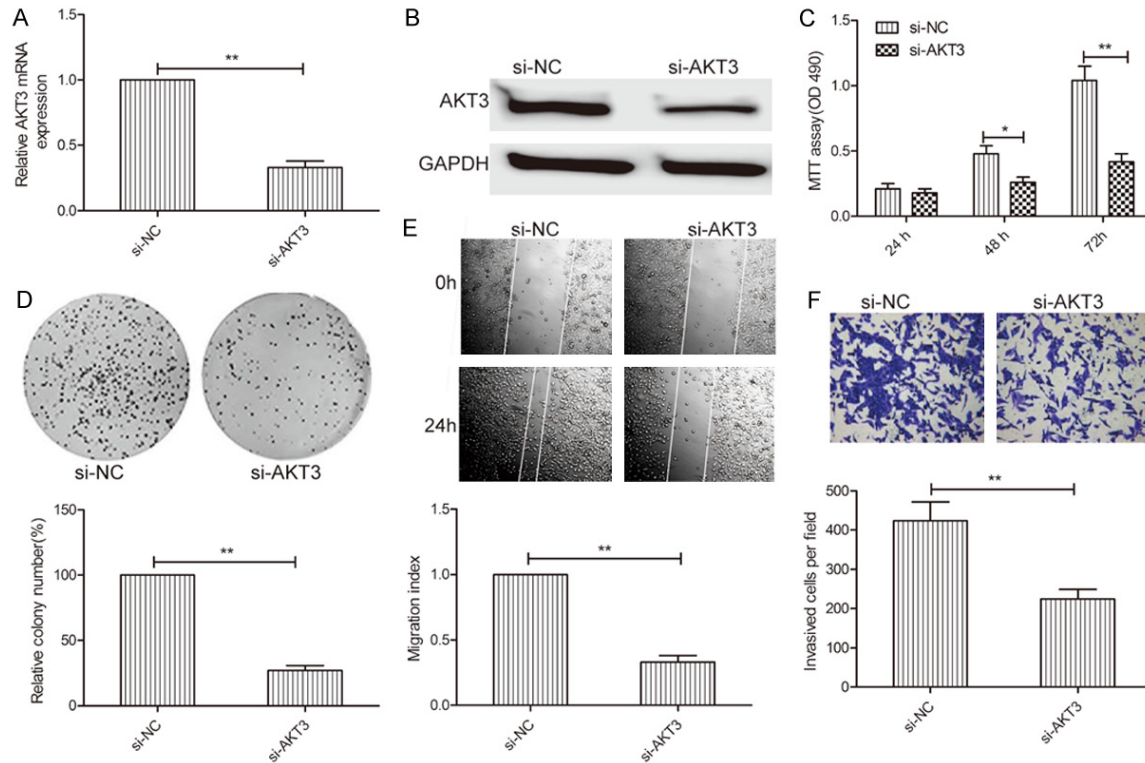 A
Relative AKT3 mRNA
expression
1.5
1.0
0.5
0.0
**
si-NC
si-AKT3
B
si-NC si-AKT3
AKT3
GAPDH
C
MTT assay(OD 490)
1.5
1.0
0.5
0.0
si-NC
si-AKT3
*
**
24 h
48 h
72h
D
si-NC si-AKT3
Relative colony number(%)
150
100
50
0
**
si-NC
si-AKT3
E
si-NC si-AKT3
0h
24h
Migration index
1.5
1.0
0.5
0.0
**
si-NC
si-AKT3
F
si-NC si-AKT3
Invasived cells per field
500
400
300
200
100
0
**
si-NC
si-AKT3